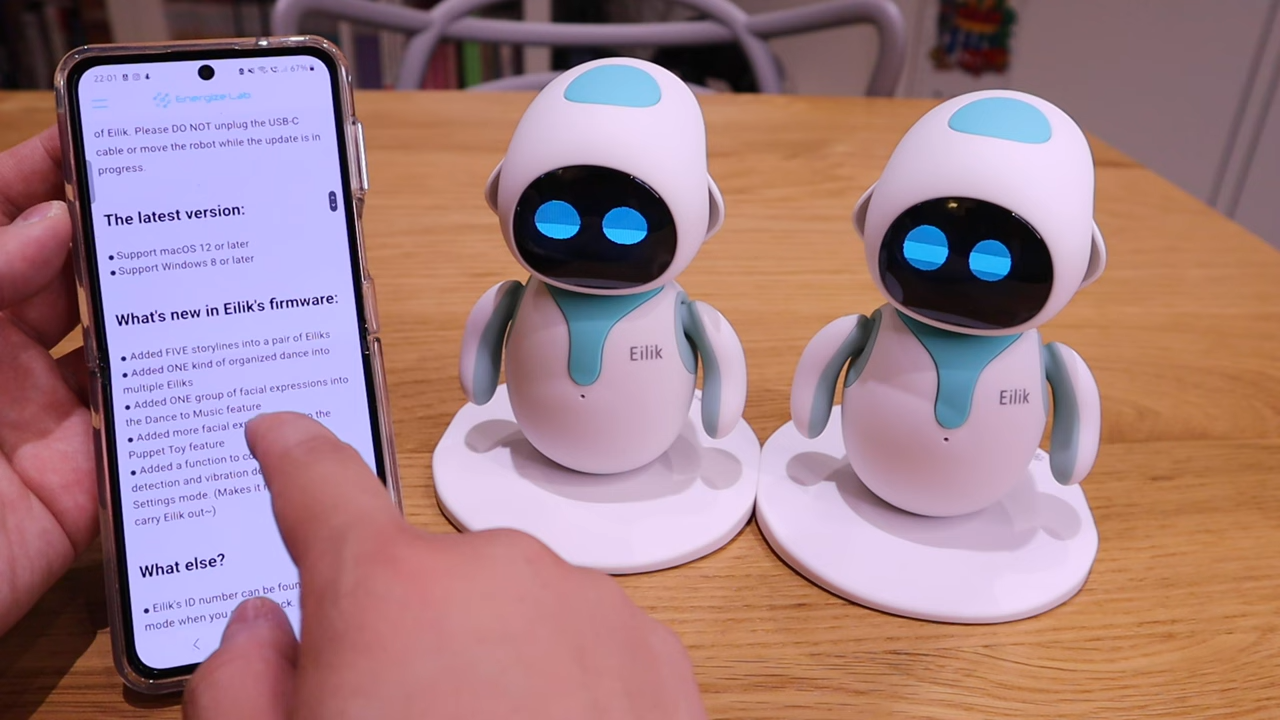 22:01
67%
Energize Lab
of Eilik. Please DO NOT unplug the USB-C
cable or move the robot while the update is in
progress.
The latest version:
• Support macOS 12 or later
• Support Windows 8 or later
What's new in Eilik's firmware:
• Added FIVE storylines into a pair of Eiliks
• Added ONE kind of organized dance into
multiple Eiliks
• Added ONE group of facial expressions into
the Dance to Music feature
• Added more facial the
Puppet Toy feature
• Added a function to
detection and vibration
Settings mode. (Makes it
carry Eilik out~)
What else?
• Eilik's ID number can be
mode when you
Eilik
Eilik